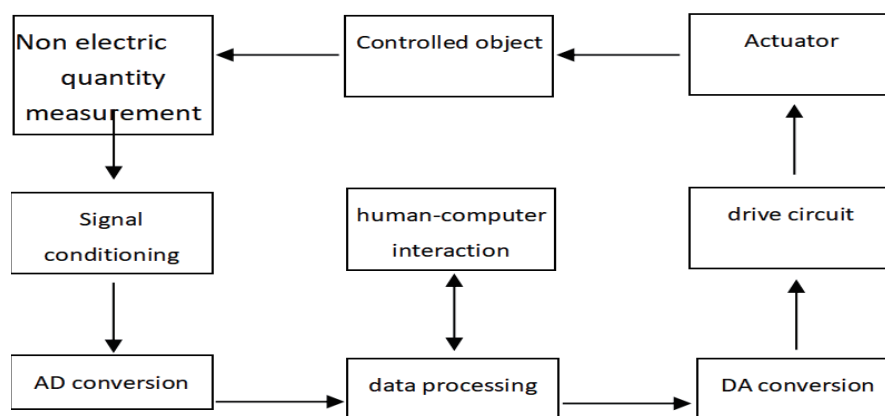 Non electric
quantity
measurement
Controlled object
Actuator
Signal
conditioning
human-computer
interaction
drive circuit
AD conversion
data processing
DA conversion